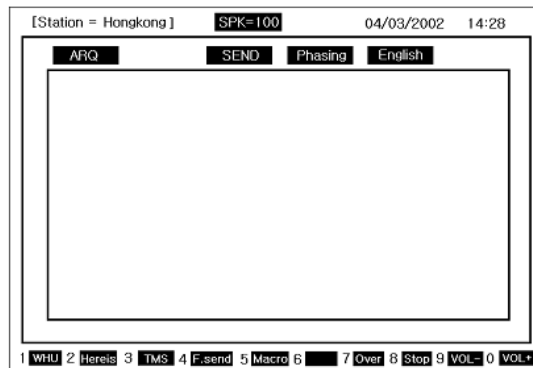 [Station = Hongkong] SPK=100 04/03/2002 14:28
ARQ SEND Phasing English
1 WHU 2 Hereis 3 TMS 4 F.send 5 Macro 6 7 Over 8 Stop 9 VOL- 0 VOL+